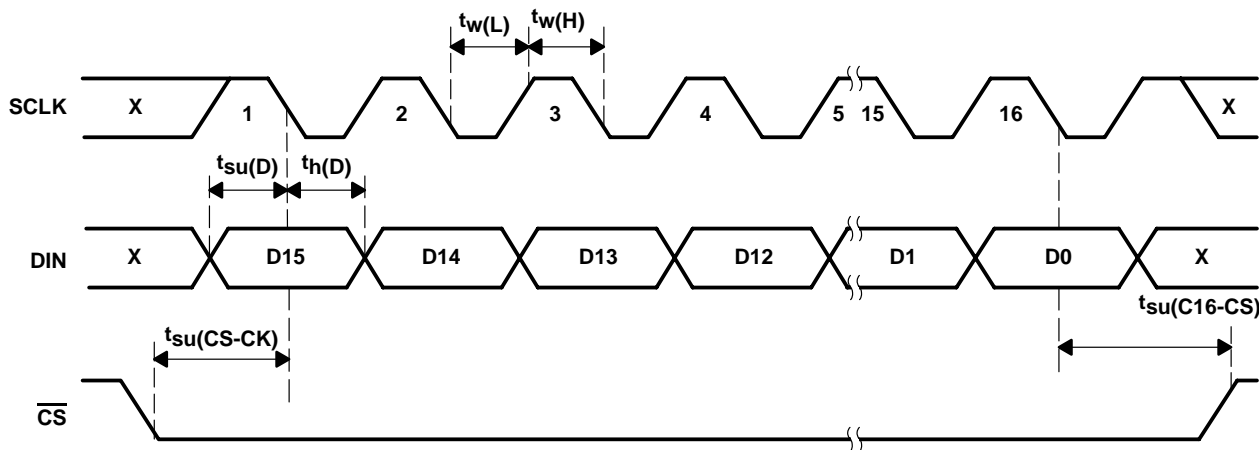 tw(L) tw(H)
SCLK X 1 2 3 4 5 15 16 X
tsu(D) th(D)
DIN X D15 D14 D13 D12 D1 D0 X
tsu(C16-CS)
tsu(CS-CK)
CS